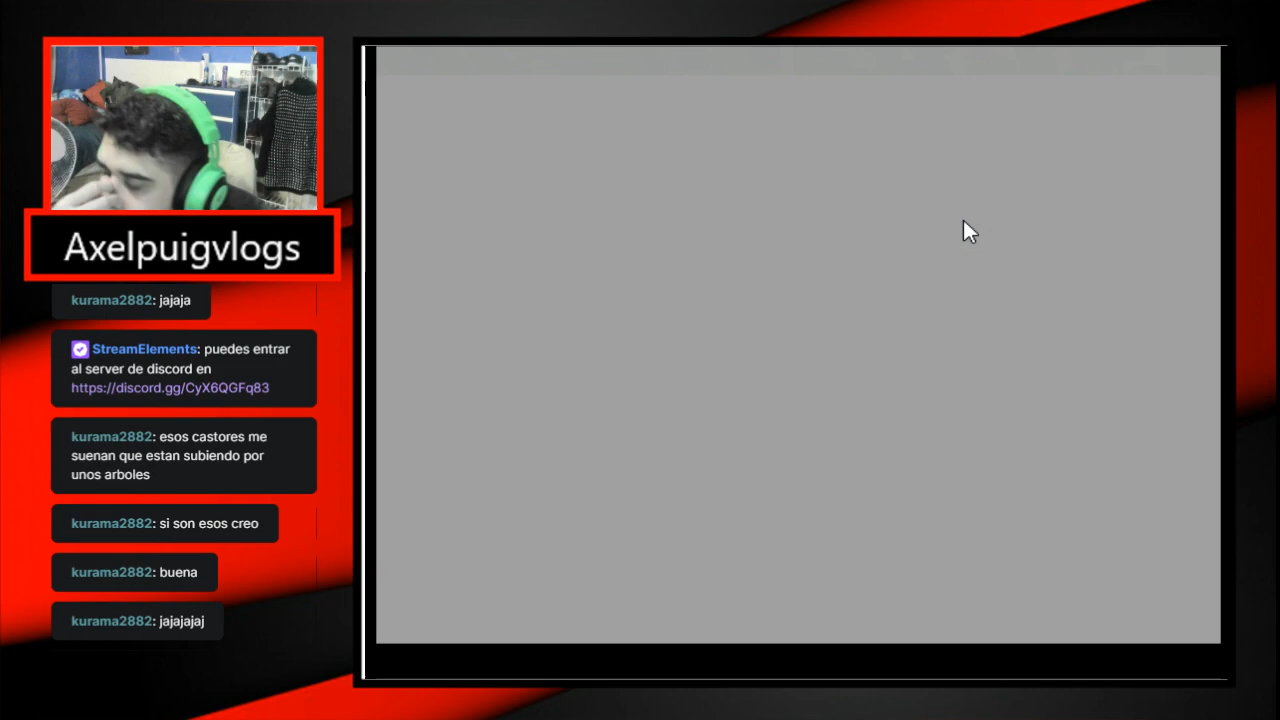 Axelpuigvlogs
kurama2882: jajaja
StreamElements: puedes entrar
al server de discord en
https://discord.gg/CyX6QGFq83
kurama2882: esos castores me
suenan que estan subiendo por
unos arboles
kurama2882: si son esos creo
kurama2882: buena
kurama2882: jajajajaj